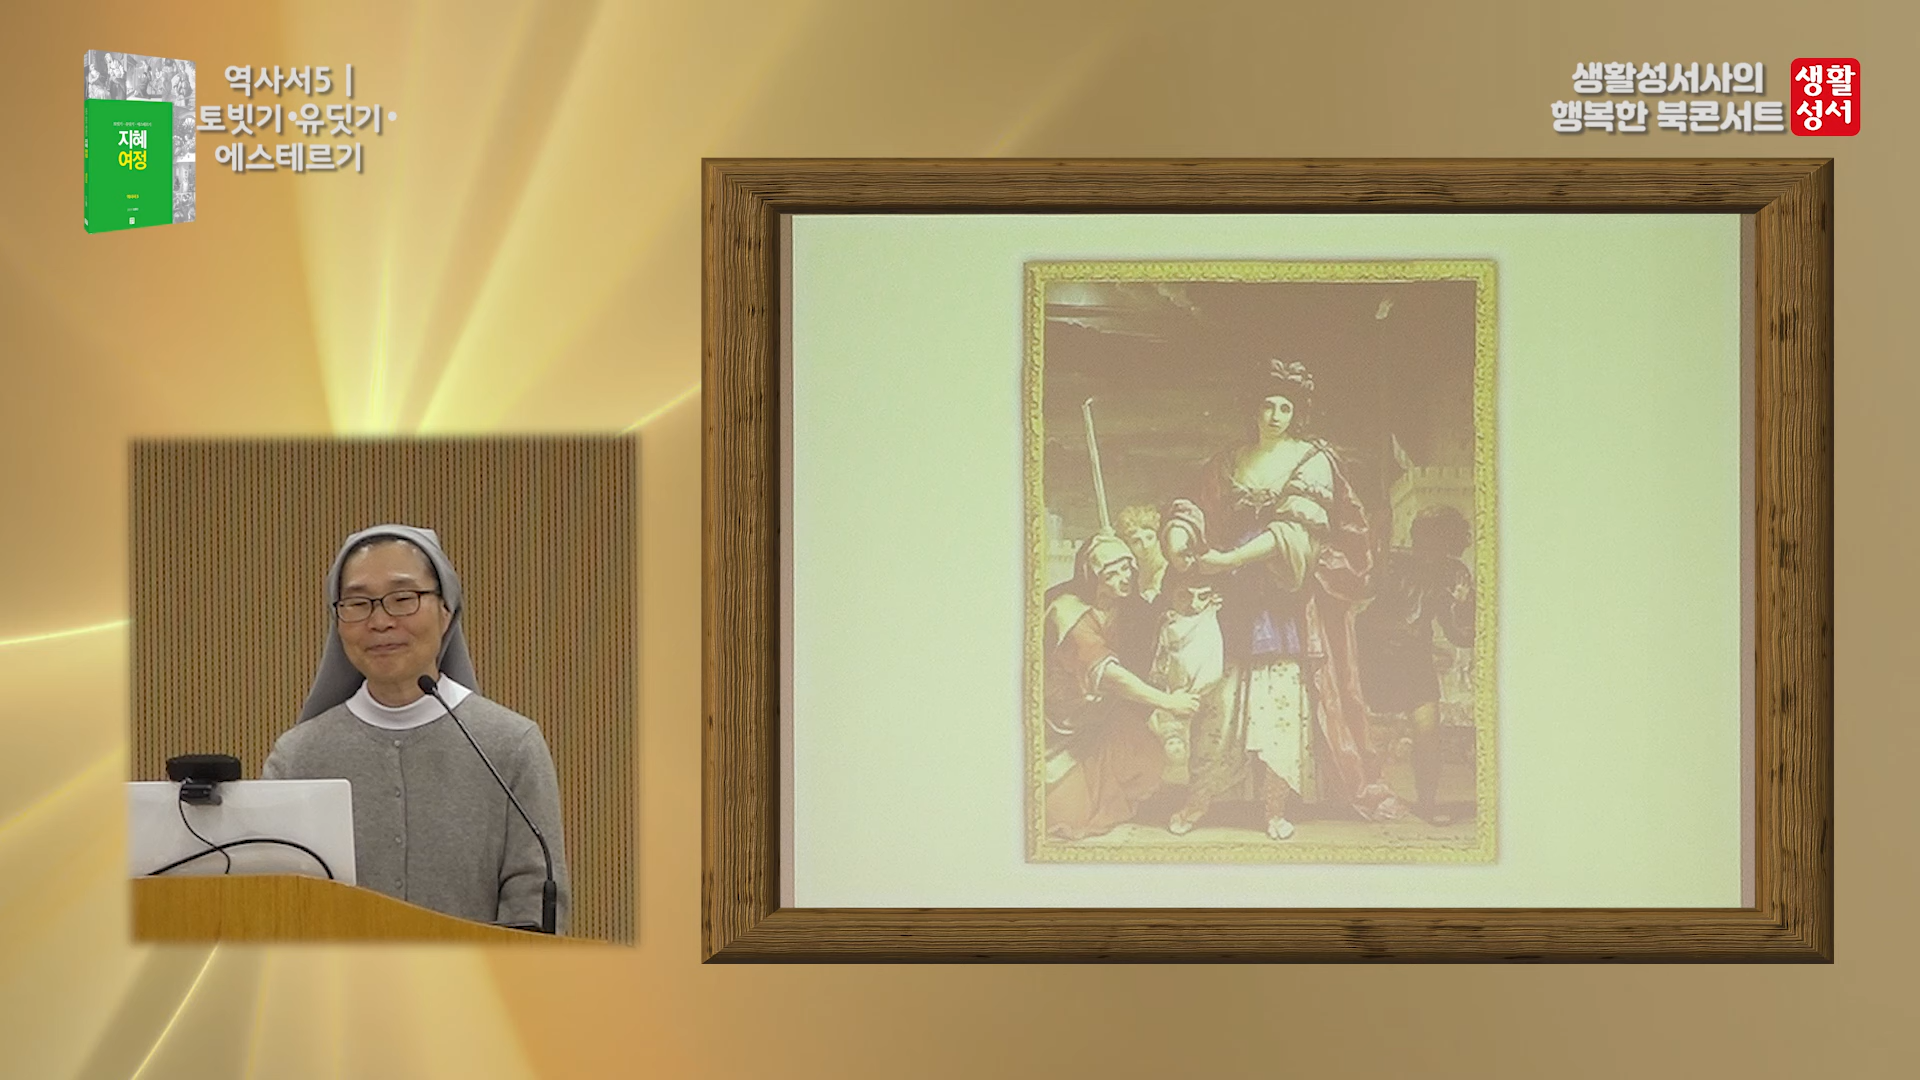 역사서5 |
토빗기·유딧기·
에스테르기
지혜
여정
생활성서사의
행복한 북콘서트
생활
성서